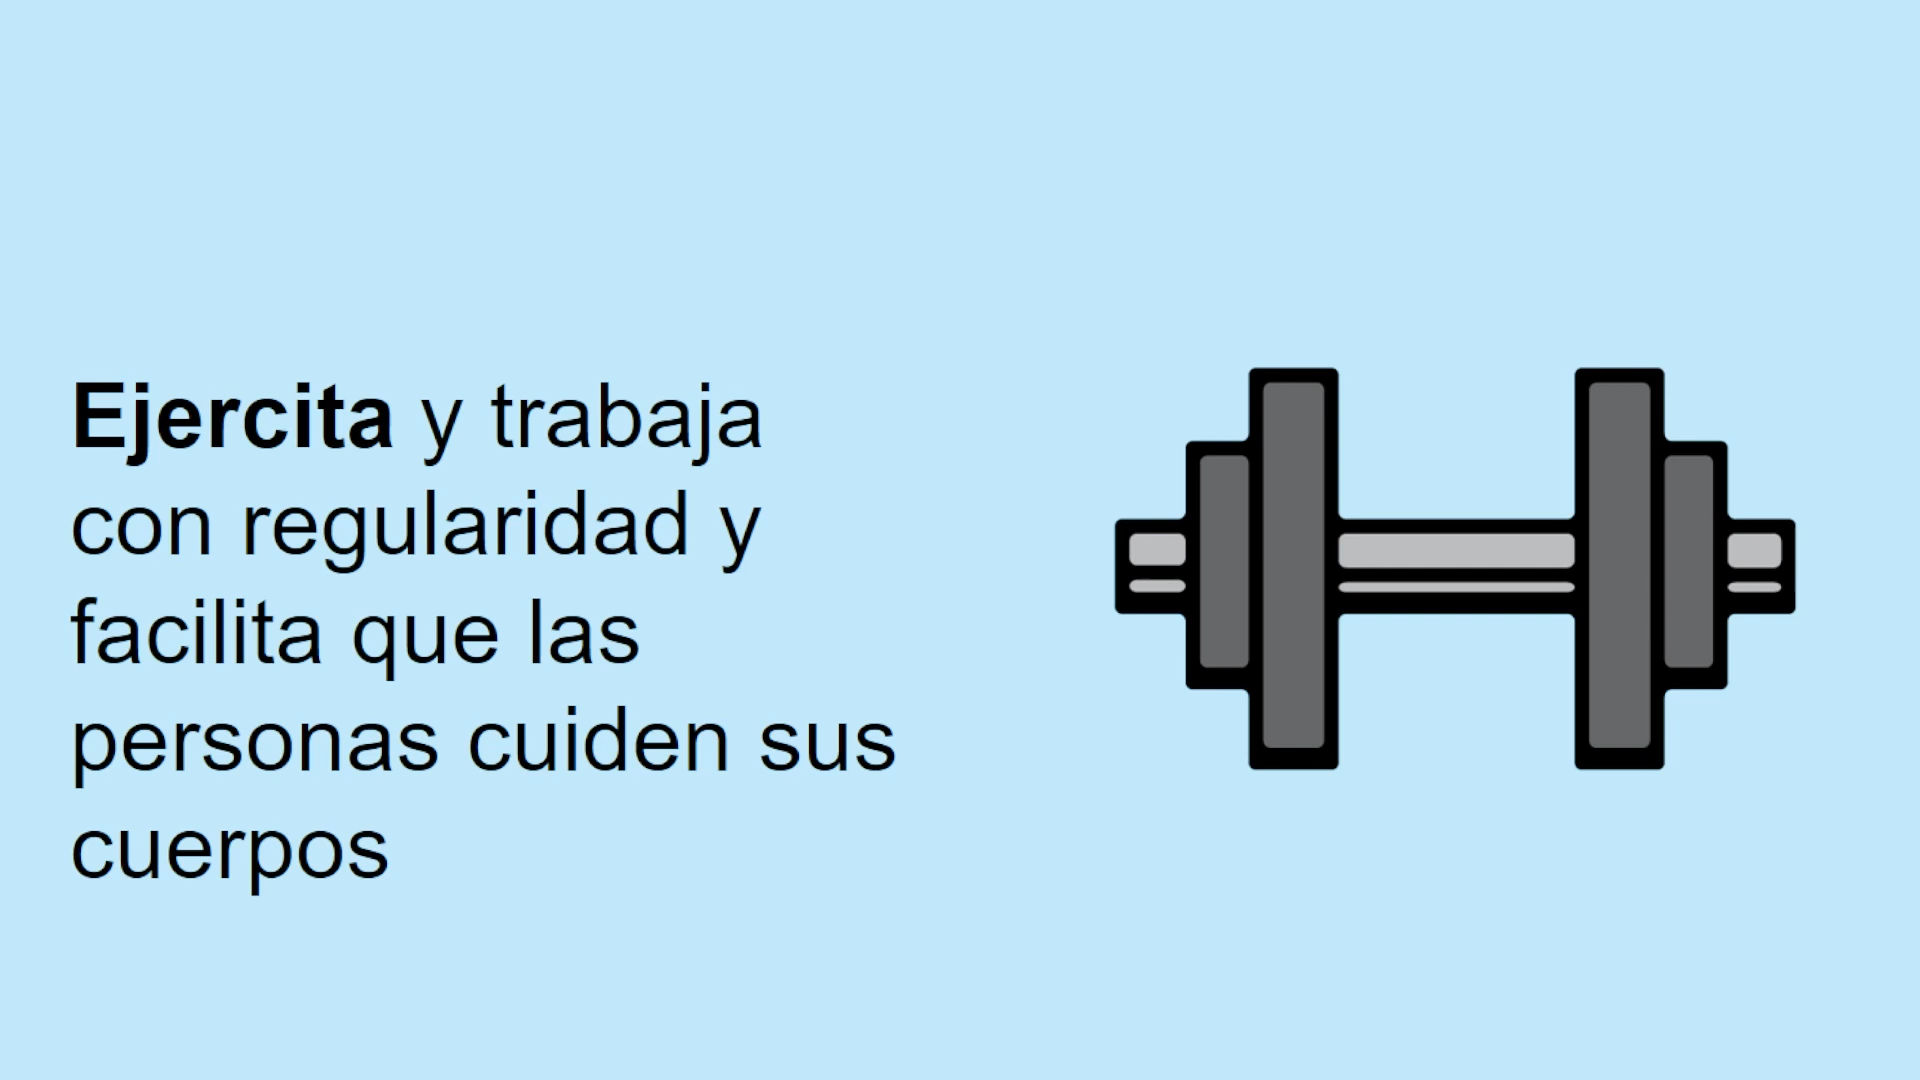 Ejercita y trabaja
con regularidad y
facilita que las
personas cuiden sus
cuerpos